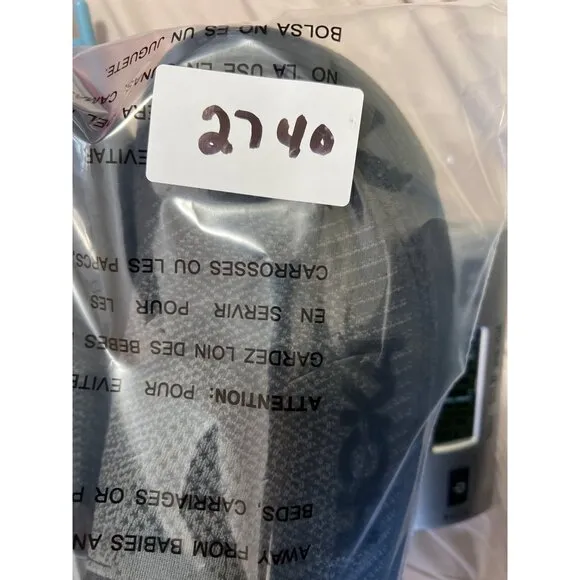 2740
AWAY FROM BABIES AN
BEDS, CARRIAGES OR P
ATTENTION: POUR EVITE
GARDEZ LOIN DES BEBES
EN SERVIR POUR LES
CARROSSES OU LES PARCS.
EVITAR
NO LA USE EN
BOLSA NO ES UN JUGUETE.